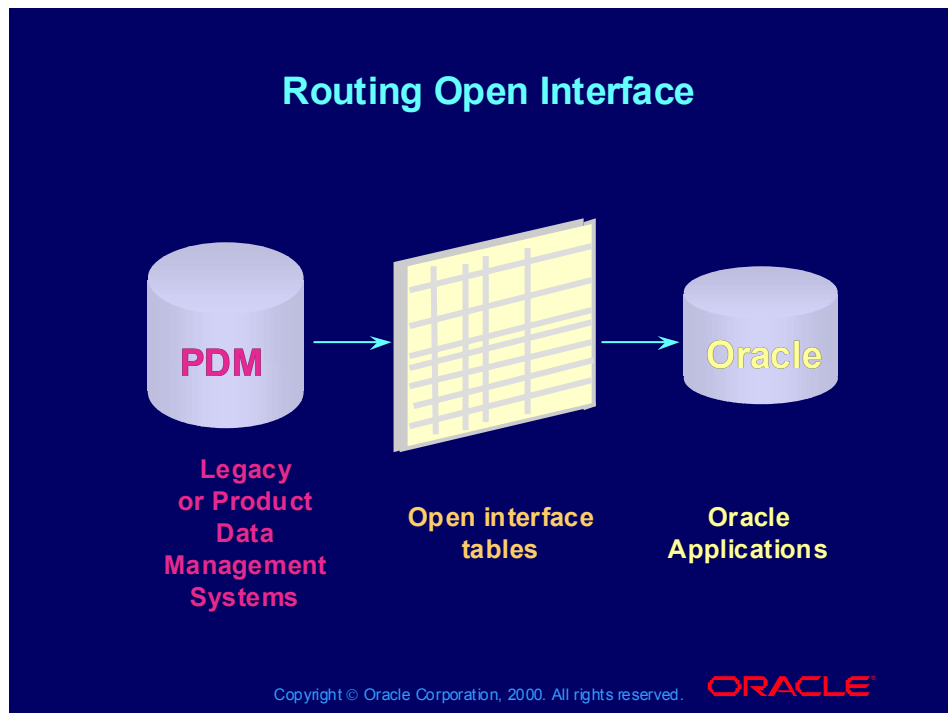 Routing Open Interface
PDM
Oracle
Legacy
or Product
Data
Management
Systems
Open interface
tables
Oracle
Applications
Copyright © Oracle Corporation, 2000. All rights reserved.
ORACLE®